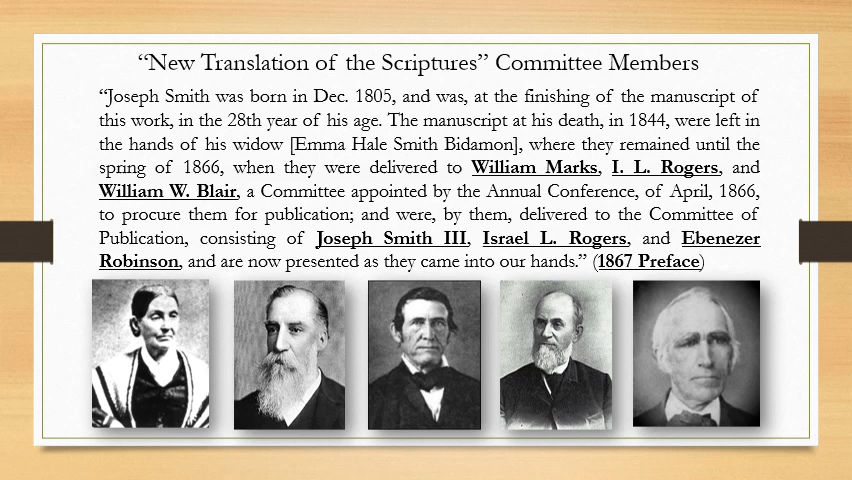 “New Translation of the Scriptures” Committee Members
“Joseph Smith was born in Dec. 1805, and was, at the finishing of the manuscript of
this work, in the 28th year of his age. The manuscript at his death, in 1844, were left in
the hands of his widow [Emma Hale Smith Bidamon], where they remained until the
spring of 1866, when they were delivered to William Marks, I. L. Rogers, and
William W. Blair, a Committee appointed by the Annual Conference, of April, 1866,
to procure them for publication; and were, by them, delivered to the Committee of
Publication, consisting of Joseph Smith III, Israel L. Rogers, and Ebenezer
Robinson, and are now presented as they came into our hands.” (1867 Preface)